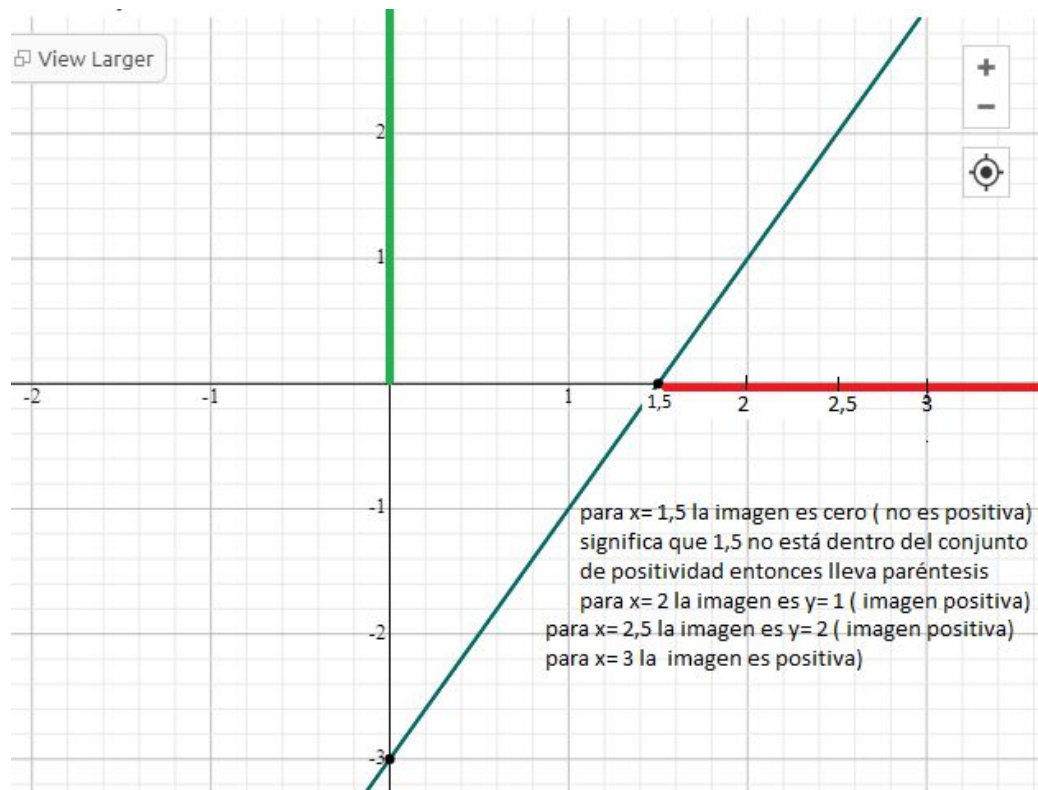 View Larger
+
−
2
1
-2
-1
1
1,5
2
2,5
3
-1
-2
-3
para x= 1,5 la imagen es cero ( no es positiva)
significa que 1,5 no está dentro del conjunto
de positividad entonces lleva paréntesis
para x= 2 la imagen es y= 1 ( imagen positiva)
para x= 2,5 la imagen es y= 2 ( imagen positiva)
para x= 3 la imagen es positiva)